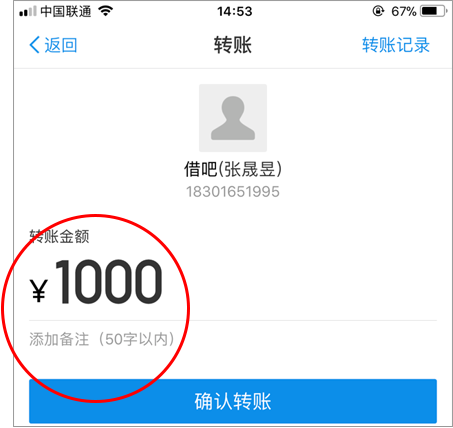 中国联通 14:53 67%
返回 转账 转账记录
借吧(张晟昱)
18301651995
转账金额
¥1000
添加备注（50字以内）
确认转账